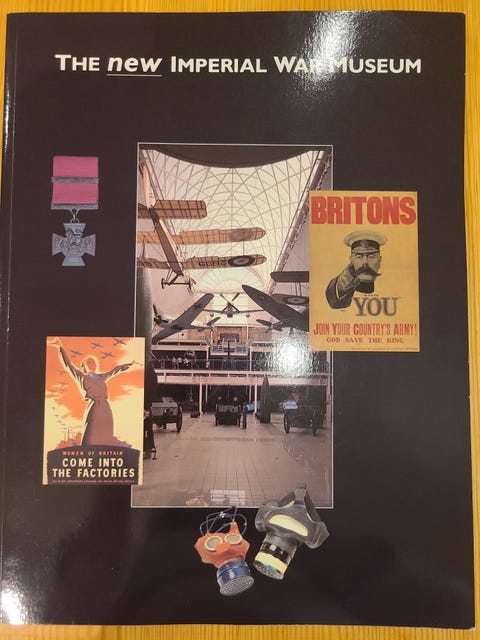 THE new IMPERIAL WAR MUSEUM
BRITONS
WANTS
YOU
JOIN YOUR COUNTRY'S ARMY!
GOD SAVE THE KING
WOMEN OF BRITAIN
COME INTO
THE FACTORIES